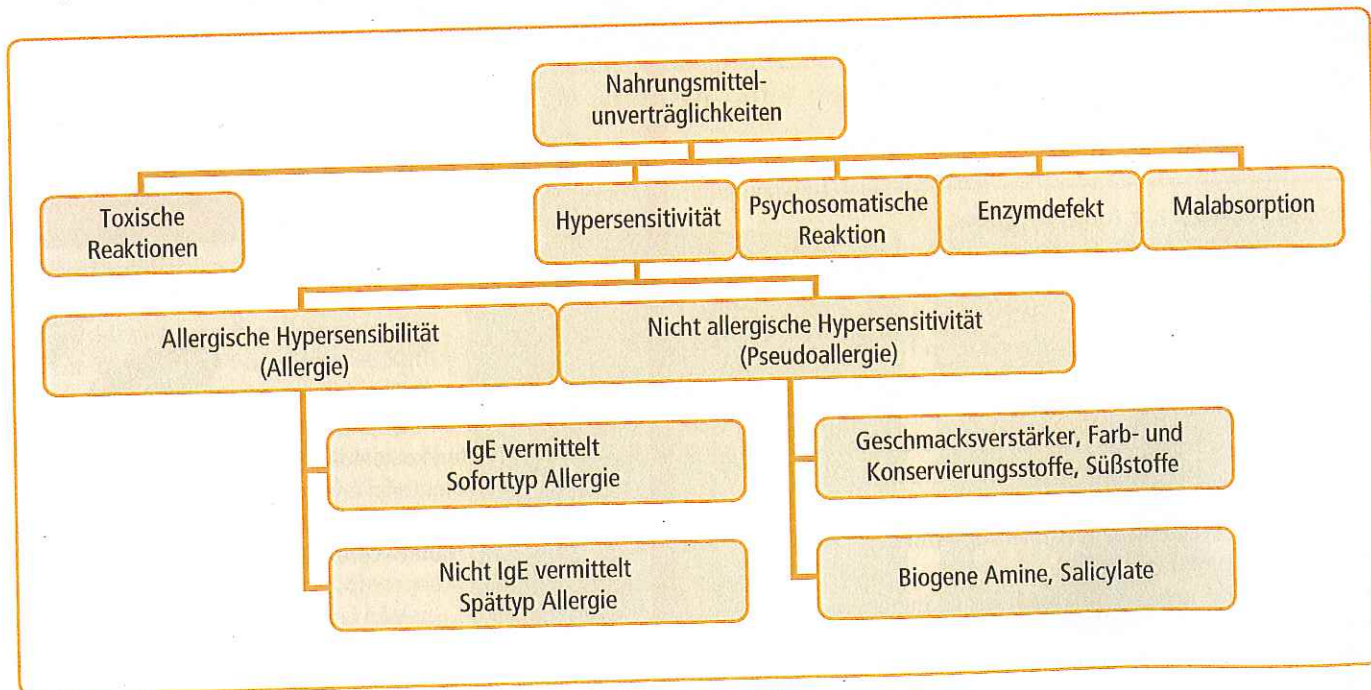 Nahrungsmittel-
unverträglichkeiten
Toxische
Reaktionen
Hypersensitivität
Psychosomatische
Reaktion
Enzymdefekt
Malabsorption
Allergische Hypersensibilität
(Allergie)
Nicht allergische Hypersensitivität
(Pseudoallergie)
IgE vermittelt
Soforttyp Allergie
Nicht IgE vermittelt
Spättyp Allergie
Geschmacksverstärker, Farb- und
Konservierungsstoffe, Süßstoffe
Biogene Amine, Salicylate